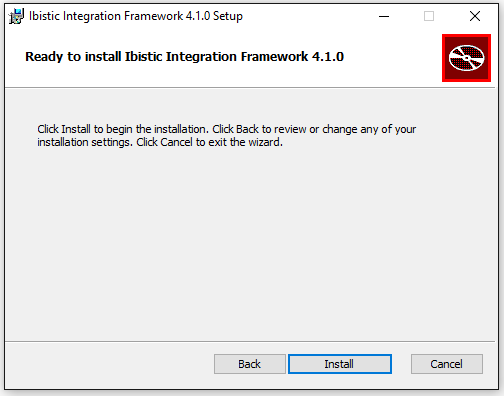 Ibistic Integration Framework 4.1.0 Setup
Ready to install Ibistic Integration Framework 4.1.0
Click Install to begin the installation. Click Back to review or change any of your
installation settings. Click Cancel to exit the wizard.
Back
Install
Cancel